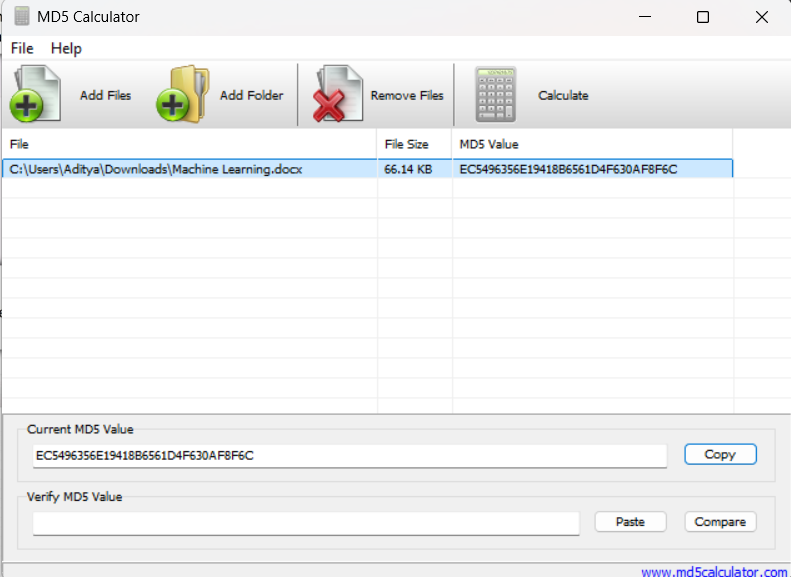 MD5 Calculator
File Help
Add Files Add Folder Remove Files Calculate
File File Size MD5 Value
C:\Users\Aditya\Downloads\Machine Learning.docx 66.14 KB EC5496356E19418B6561D4F630AF8F6C
Current MD5 Value
EC5496356E19418B6561D4F630AF8F6C Copy
Verify MD5 Value
Paste Compare
www.md5calculator.com